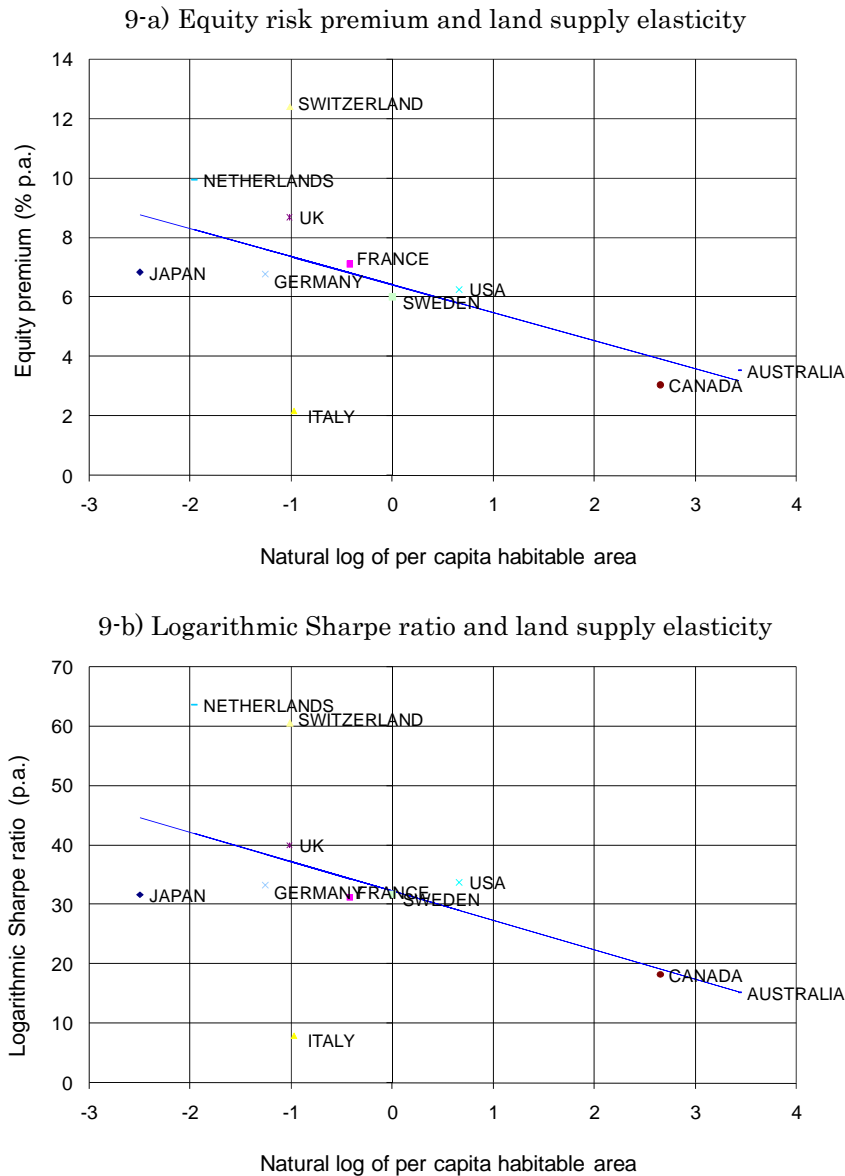 9-a) Equity risk premium and land supply elasticity
14
SWITZERLAND
12
10
NETHERLANDS
UK
8
FRANCE
JAPAN
GERMANY
USA
6
SWEDEN
4
AUSTRALIA
CANADA
2
ITALY
0
-3 -2 -1 0 1 2 3 4
Equity premium (% p.a.)
Natural log of per capita habitable area
9-b) Logarithmic Sharpe ratio and land supply elasticity
70
NETHERLANDS
SWITZERLAND
60
50
40
UK
USA
JAPAN
GERMANY
FRANCE
SWEDEN
30
20
CANADA
AUSTRALIA
10
ITALY
0
-3 -2 -1 0 1 2 3 4
Logarithmic Sharpe ratio (p.a.)
Natural log of per capita habitable area